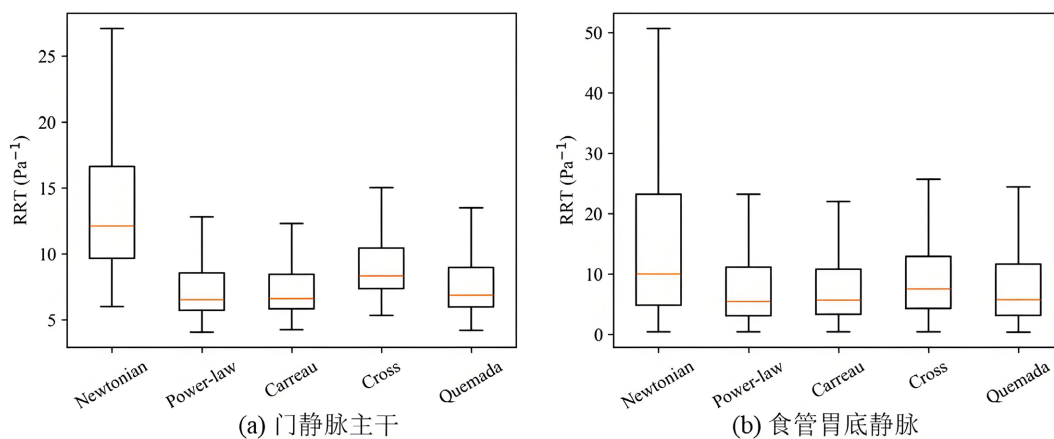 RRT (Pa⁻¹)
25
20
15
10
5
Newtonian
Power-law
Carreau
Cross
Quemada
(a) 门静脉主干
RRT (Pa⁻¹)
50
40
30
20
10
0
Newtonian
Power-law
Carreau
Cross
Quemada
(b) 食管胃底静脉